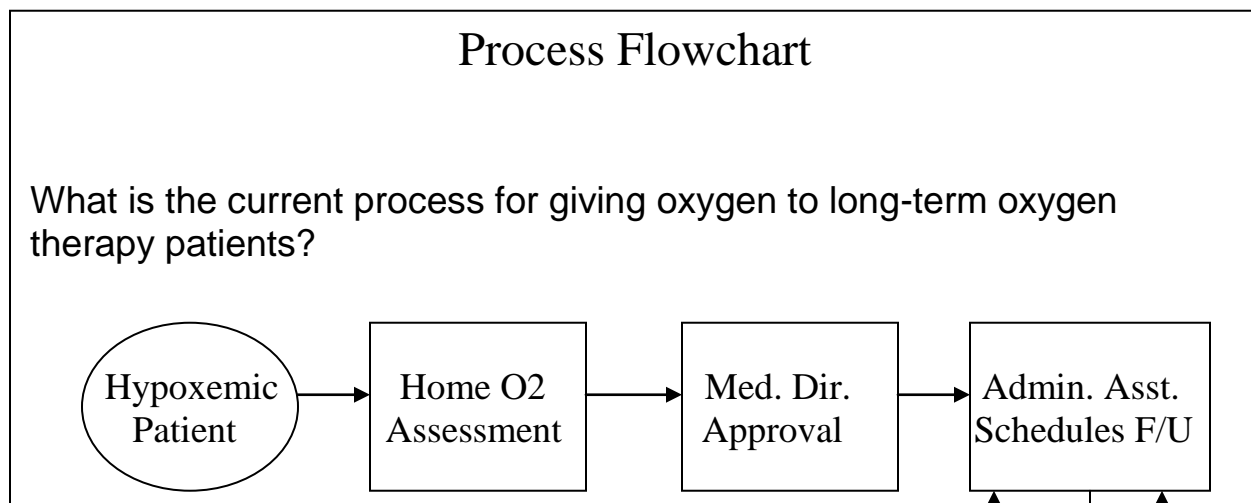 Process Flowchart
What is the current process for giving oxygen to long-term oxygen
therapy patients?
Hypoxemic
Patient
Home O2
Assessment
Med. Dir.
Approval
Admin. Asst.
Schedules F/U